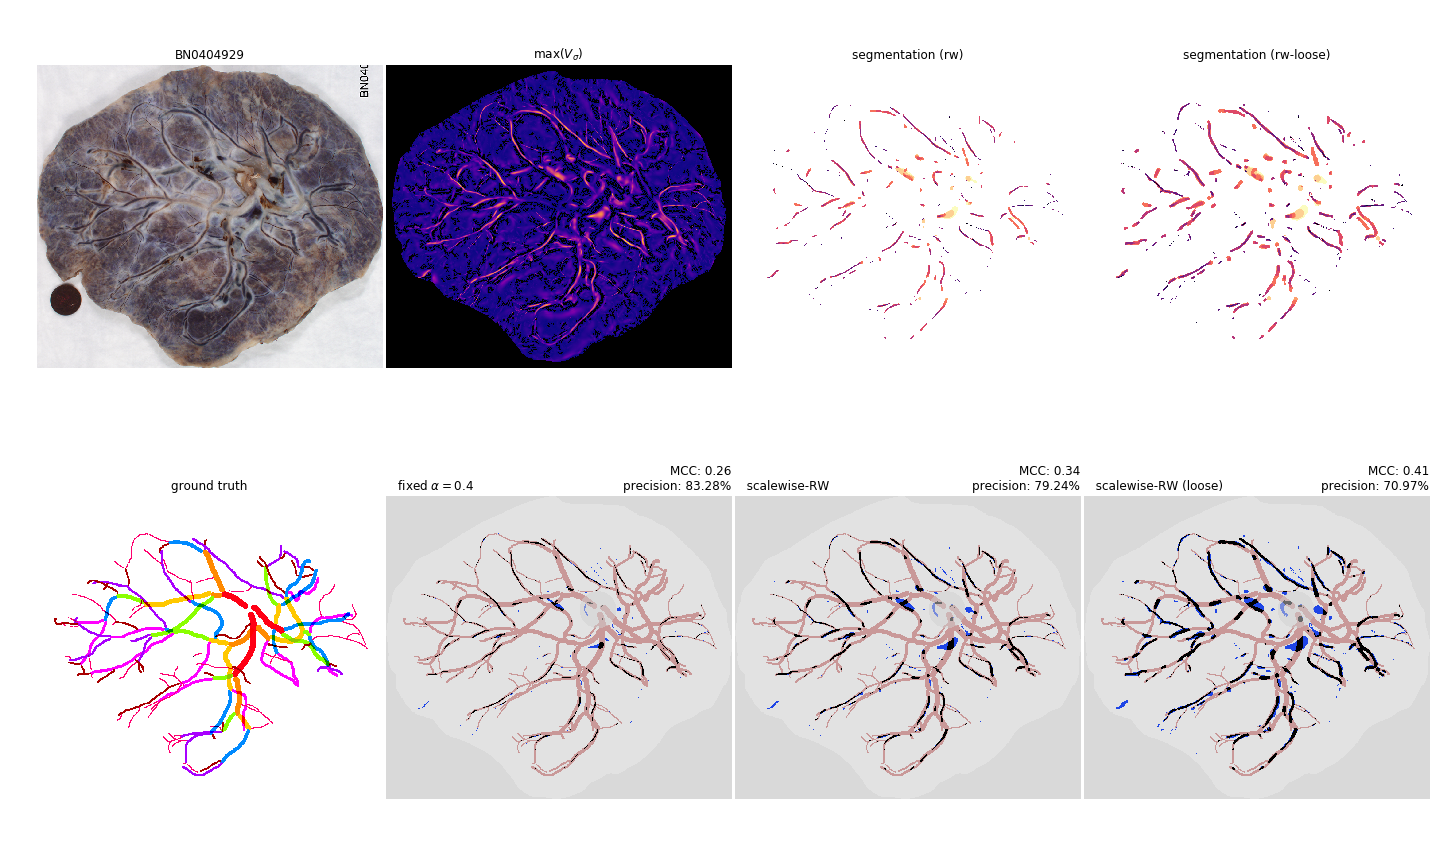 BN0404929
max(V_σ)
segmentation (rw)
segmentation (rw-loose)
BN040
ground truth
fixed α = 0.4
MCC: 0.26
precision: 83.28%
scalewise-RW
MCC: 0.34
precision: 79.24%
scalewise-RW (loose)
MCC: 0.41
precision: 70.97%